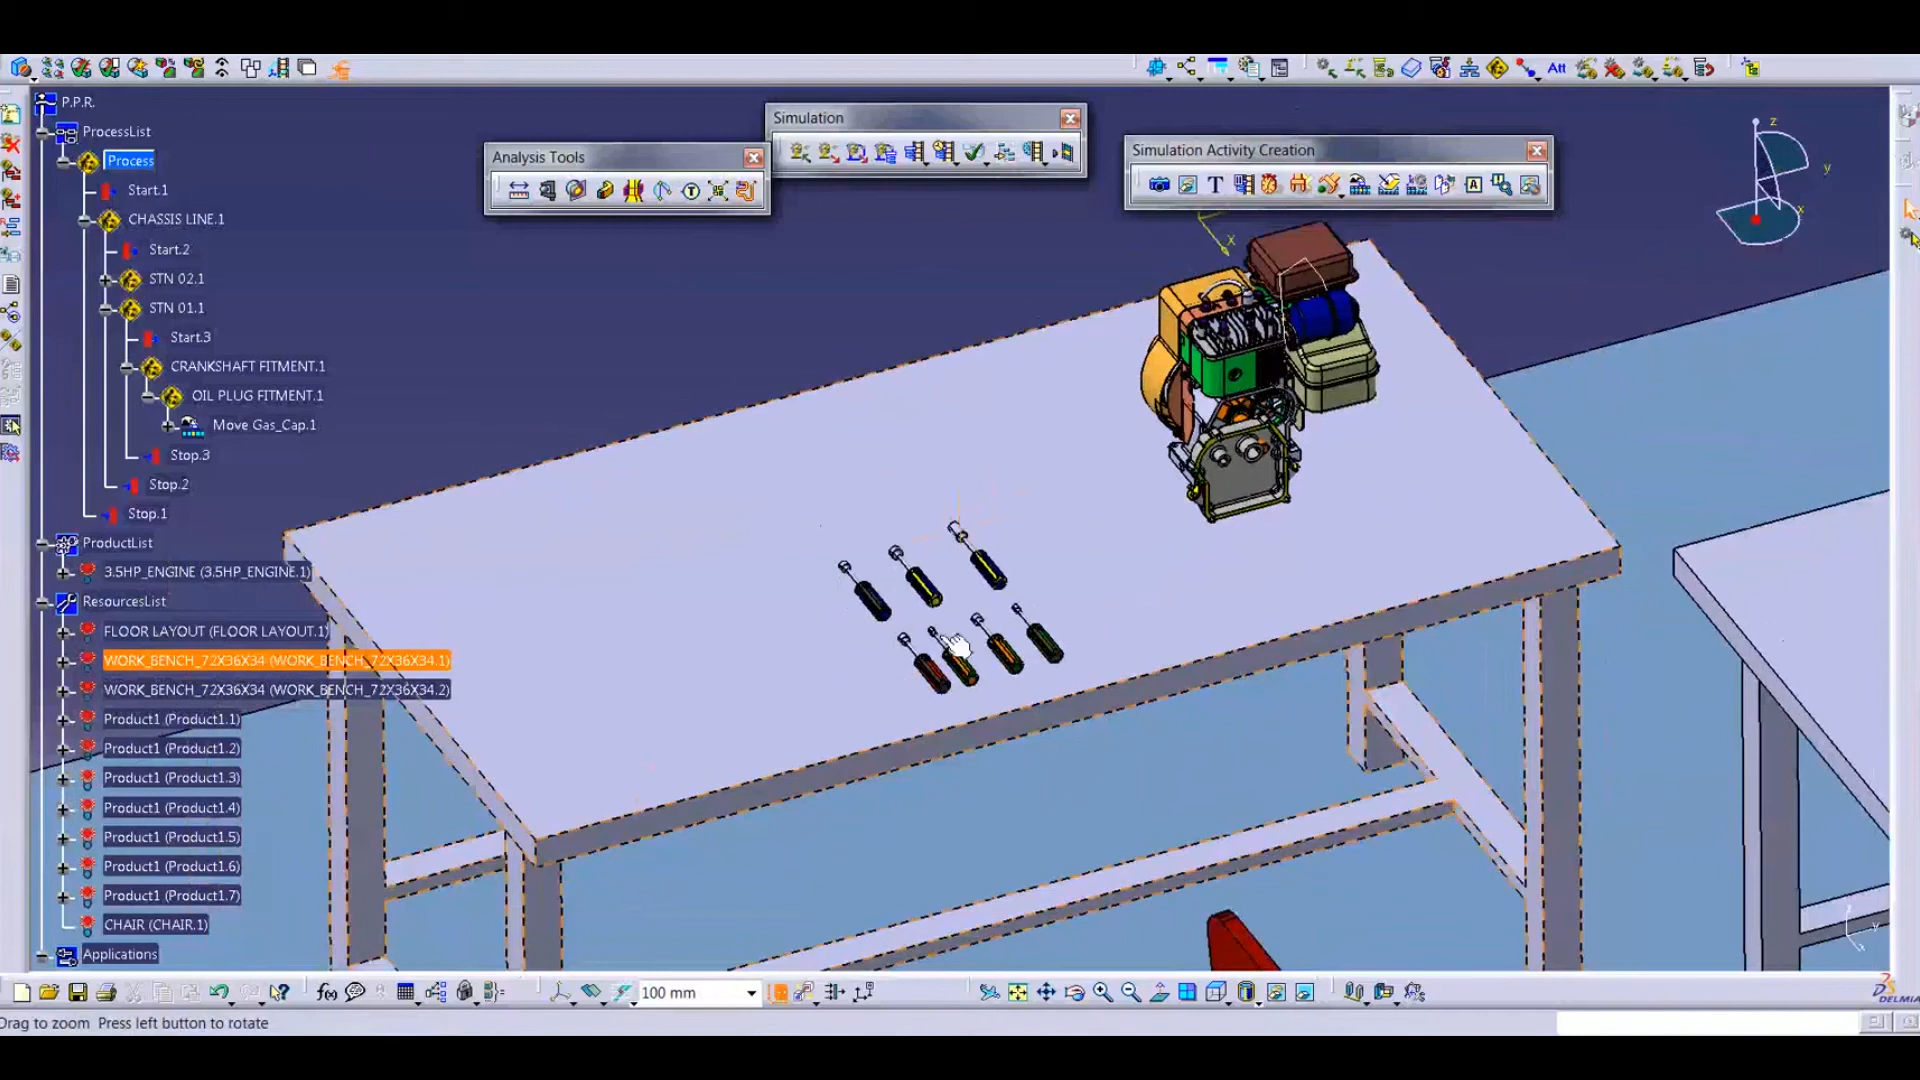 Att
P.P.R.
ProcessList
Process
Start.1
CHASSIS LINE.1
Start.2
STN 02.1
STN 01.1
Start.3
CRANKSHAFT FITMENT.1
OIL PLUG FITMENT.1
Move Gas_Cap.1
Stop.3
Stop.2
Stop.1
ProductList
3.5HP_ENGINE (3.5HP_ENGINE.1)
ResourcesList
FLOOR LAYOUT (FLOOR LAYOUT.1)
WORK_BENCH_72X36X34 (WORK_BENCH_72X36X34.1)
WORK_BENCH_72X36X34 (WORK_BENCH_72X36X34.2)
Product1 (Product1.1)
Product1 (Product1.2)
Product1 (Product1.3)
Product1 (Product1.4)
Product1 (Product1.5)
Product1 (Product1.6)
Product1 (Product1.7)
CHAIR (CHAIR.1)
Applications
Analysis Tools
Simulation
Simulation Activity Creation
z
y
x
X
f(x)
100 mm
DELMIA
Drag to zoom Press left button to rotate